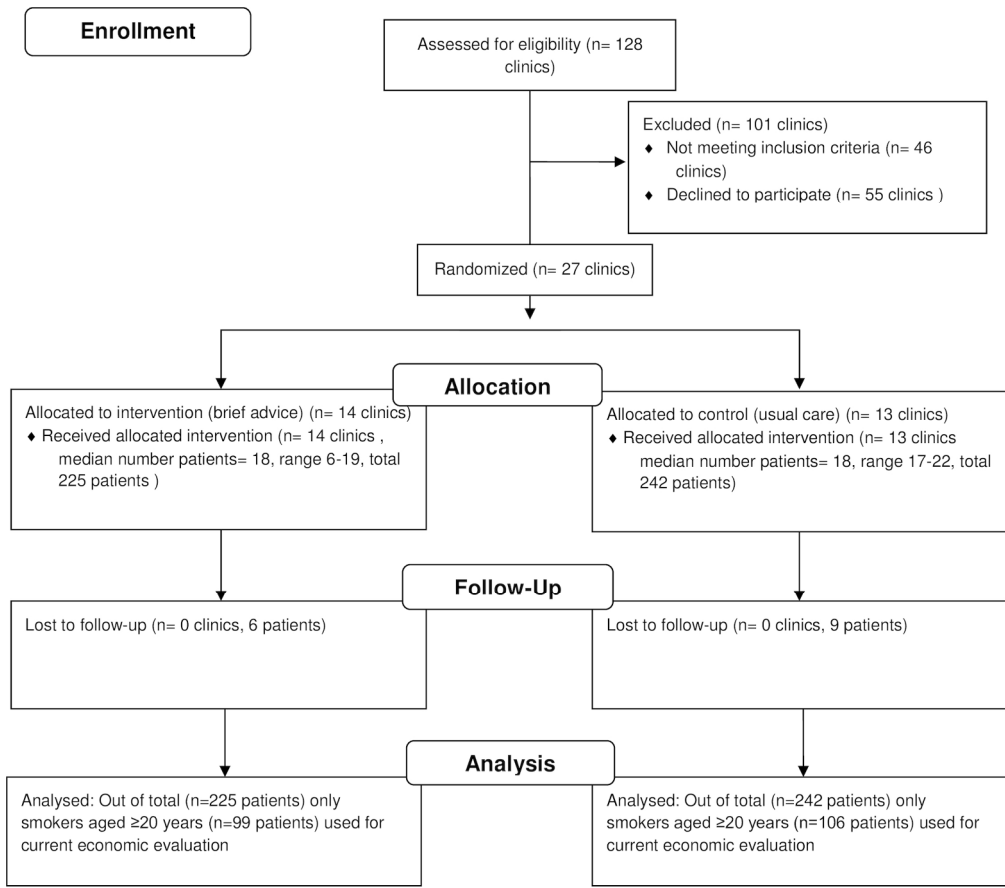 Enrollment
Assessed for eligibility (n= 128
clinics)
Excluded (n= 101 clinics)
♦ Not meeting inclusion criteria (n= 46
clinics)
♦ Declined to participate (n= 55 clinics )
Randomized (n= 27 clinics)
Allocation
Allocated to intervention (brief advice) (n= 14 clinics)
♦ Received allocated intervention (n= 14 clinics ,
median number patients= 18, range 6-19, total
225 patients )
Allocated to control (usual care) (n= 13 clinics)
♦ Received allocated intervention (n= 13 clinics
median number patients= 18, range 17-22, total
242 patients)
Follow-Up
Lost to follow-up (n= 0 clinics, 6 patients)
Lost to follow-up (n= 0 clinics, 9 patients)
Analysis
Analysed: Out of total (n=225 patients) only
smokers aged ≥20 years (n=99 patients) used for
current economic evaluation
Analysed: Out of total (n=242 patients) only
smokers aged ≥20 years (n=106 patients) used for
current economic evaluation